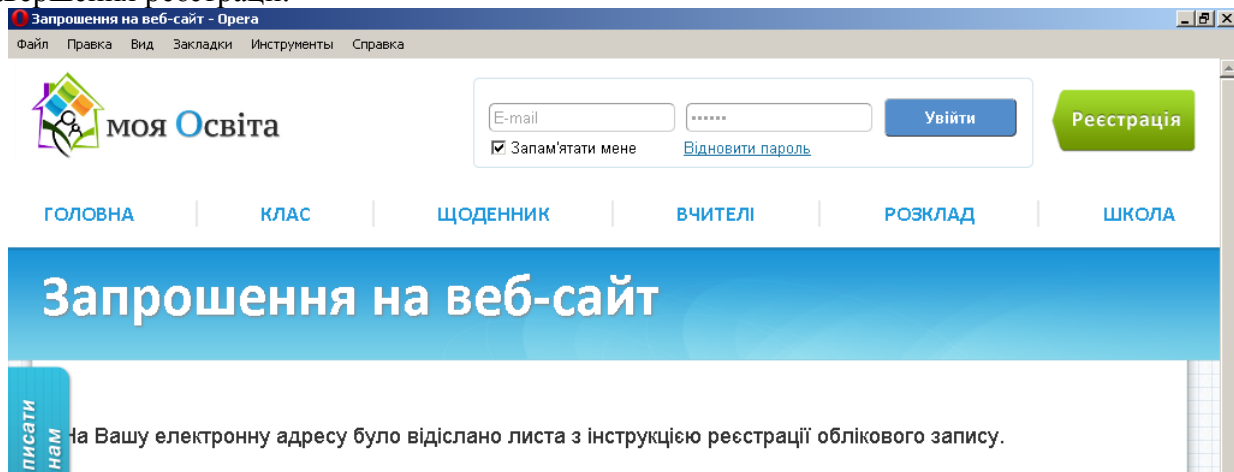 Запрошення на веб-сайт - Opera
Файл Правка Вид Закладки Инструменты Справка
моя Освіта
E-mail
Увійти
Реєстрація
Запам'ятати мене
Відновити пароль
ГОЛОВНА КЛАС ЩОДЕННИК ВЧИТЕЛІ РОЗКЛАД ШКОЛА
Запрошення на веб-сайт
На Вашу електронну адресу було відіслано листа з інструкцією реєстрації облікового запису.
нам